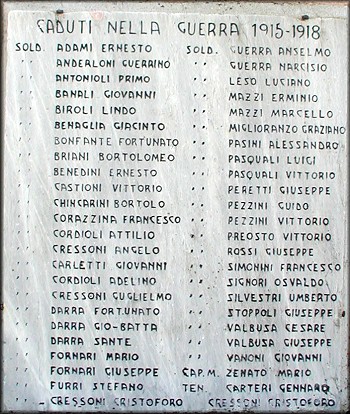 CADUTI NELLA GUERRA 1915-1918
SOLD. ADAMI ERNESTO
" ANDERLONI GUERRINO
" ANTONIOLI PRIMO
" BANALI GIOVANNI
" BIROLI LINDO
" BENAGLIA GIACINTO
" BONFANTE FORTUNATO
" BRIANI BORTOLOMEO
" BENEDINI ERNESTO
" CASTIONI VITTORIO
" CHINCARINI BORTOLO
" CORAZZINA FRANCESCO
" CORDIOLI ATTILIO
" CRESSONI ANGELO
" CARLETTI GIOVANNI
" CORDIOLI ADELINO
" CRESSONI GUGLIELMO
" DARRA FORTUNATO
" DARRA GIO-BATTA
" DARRA SANTE
" FORNARI MARIO
" FORNARI GIUSEPPE
" FURRI STEFANO
" CRESSONI CRISTOFORO
SOLD. GUERRA ANSELMO
" GUERRA NARCISIO
" LESO LUCIANO
" MAZZI ERMINIO
" MAZZI MARCELLO
" MIGLIORANZO GRAZIANO
" PASINI ALESSANDRO
" PASQUALI LUIGI
" PASQUALI VITTORIO
" PERETTI GIUSEPPE
" PEZZINI GUIDO
" PEZZINI VITTORIO
" PREOSTO VITTORIO
" ROSSI GIUSEPPE
" SIMONINI FRANCESCO
" SIGNORI OSVALDO
" SILVESTRI UMBERTO
" STOPPOLI GIUSEPPE
" VALBUSA CESARE
" VALBUSA GIUSEPPE
" VANONI GIOVANNI
CAP. M. ZENATO MARIO
TEN. CARTERI GENNARO
CRESSONI CRISTOFORO